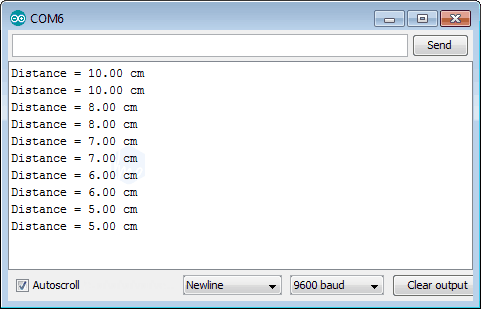 COM6
Send
Distance = 10.00 cm
Distance = 10.00 cm
Distance = 8.00 cm
Distance = 8.00 cm
Distance = 7.00 cm
Distance = 7.00 cm
Distance = 6.00 cm
Distance = 6.00 cm
Distance = 5.00 cm
Distance = 5.00 cm
Autoscroll Newline 9600 baud Clear output